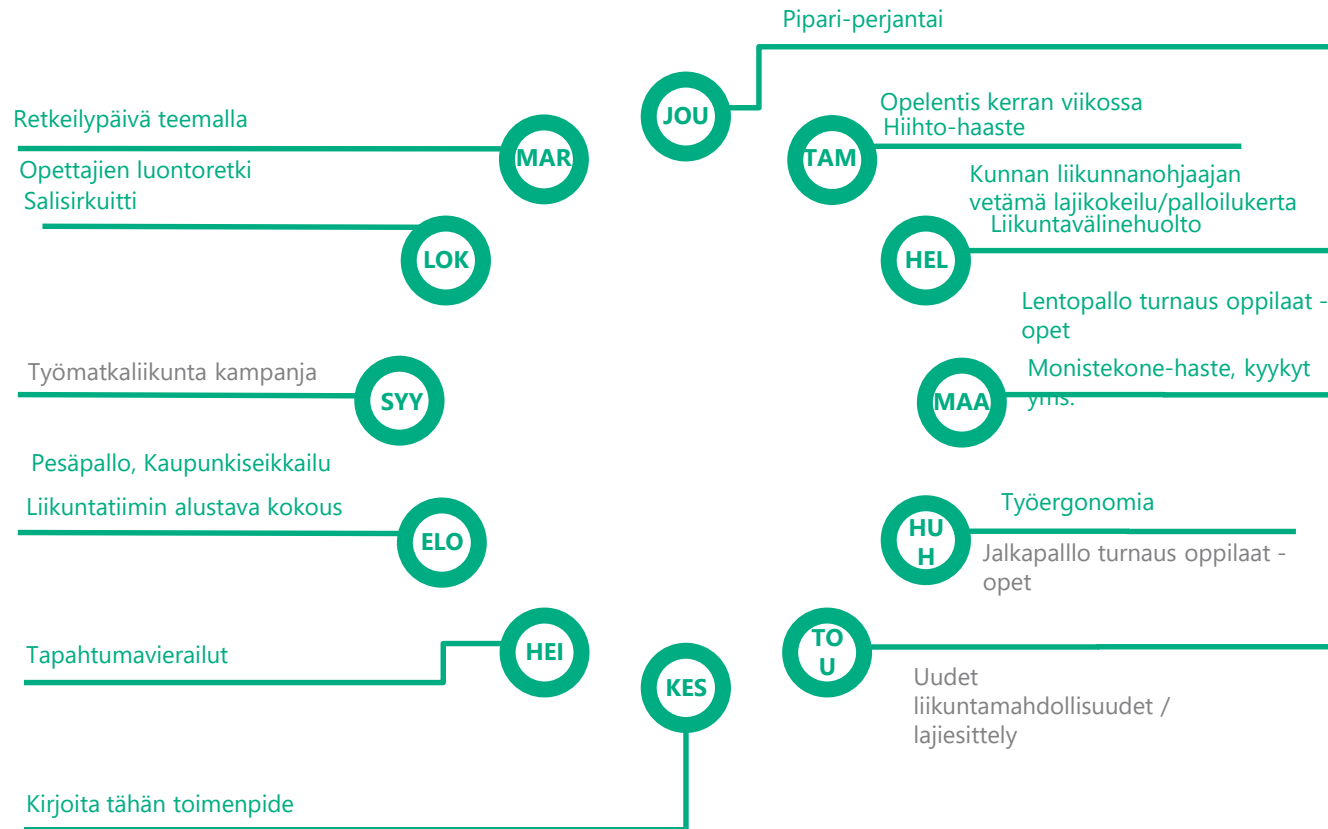 Pipari-perjantai
JOU
Opelentis kerran viikossa
Hiihto-haaste
TAM
Kunnan liikunnanohjaajan
vetämä lajikokeilu/palloilukerta
Liikuntavälinehuolto
HEL
Lentopallo turnaus oppilaat -
opet
Monistekone-haste, kyykyt
yms.
MAA
Työergonomia
HU
H
Jalkapalllo turnaus oppilaat -
opet
TO
U
Uudet
liikuntamahdollisuudet /
lajiesittely
KES
Kirjoita tähän toimenpide
HEI
Tapahtumavierailut
Pesäpallo, Kaupunkiseikkailu
Liikuntatiimin alustava kokous
ELO
Työmatkaliikunta kampanja
SYY
Opettajien luontoretki
Salisirkuitti
LOK
Retkeilypäivä teemalla
MAR